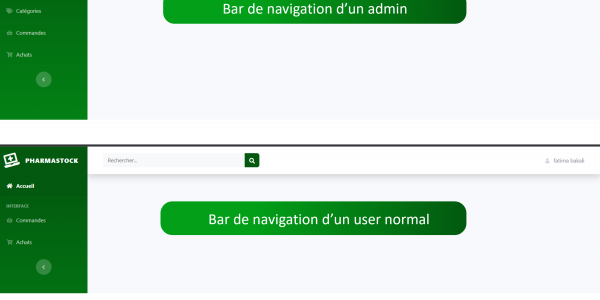 Bar de navigation d'un admin
Catégories
Commandes
Achats
PHARMASTOCK
Rechercher...
fatima bakali
Accueil
INTERFACE
Commandes
Bar de navigation d'un user normal
Achats